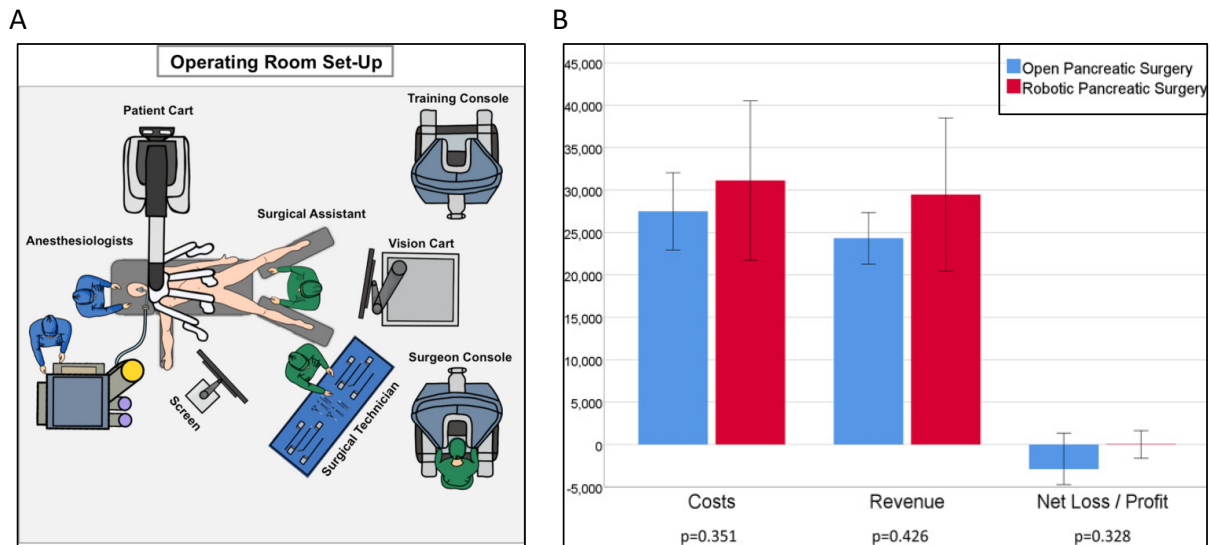 A
Operating Room Set-Up
Patient Cart
Training Console
Surgical Assistant
Anesthesiologists
Vision Cart
Surgeon Console
Screen
Surgical Technician
B
Open Pancreatic Surgery
Robotic Pancreatic Surgery
45,000
40,000
35,000
30,000
25,000
20,000
15,000
10,000
5,000
0
-5,000
Costs
Revenue
Net Loss / Profit
p=0.351
p=0.426
p=0.328